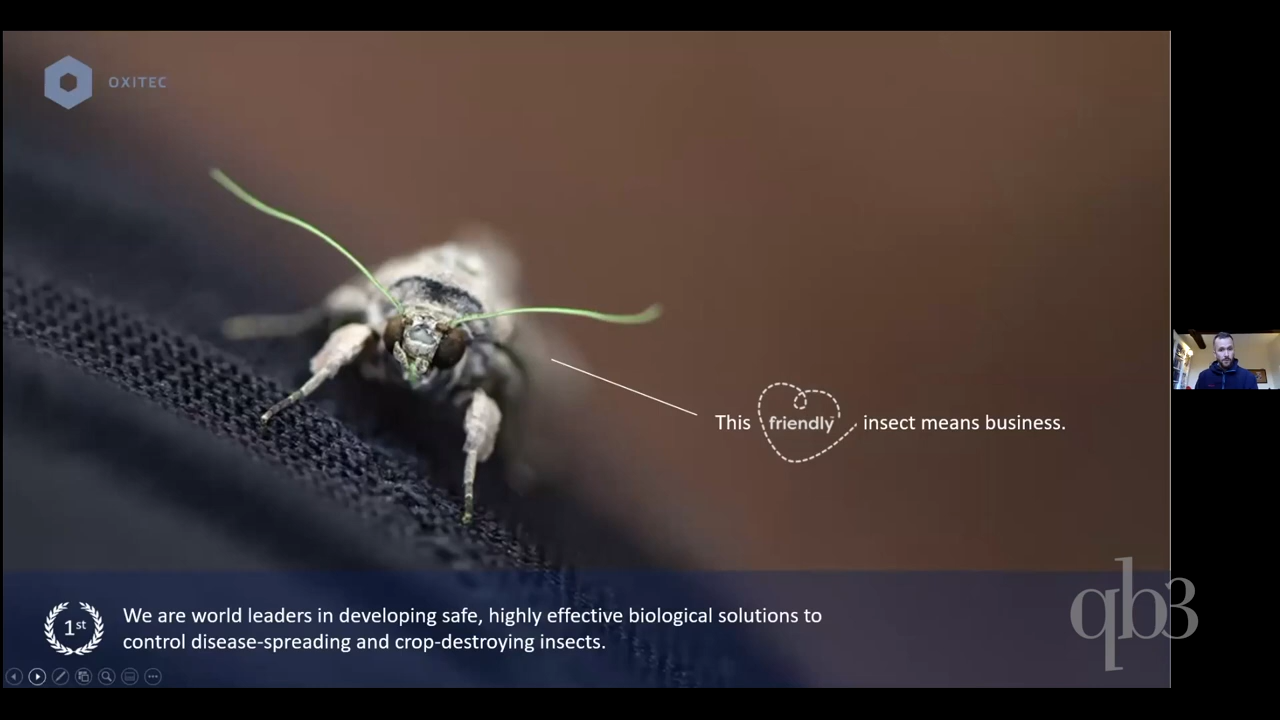 OXITEC
This friendly insect means business.
1st We are world leaders in developing safe, highly effective biological solutions to
control disease-spreading and crop-destroying insects.
qb3